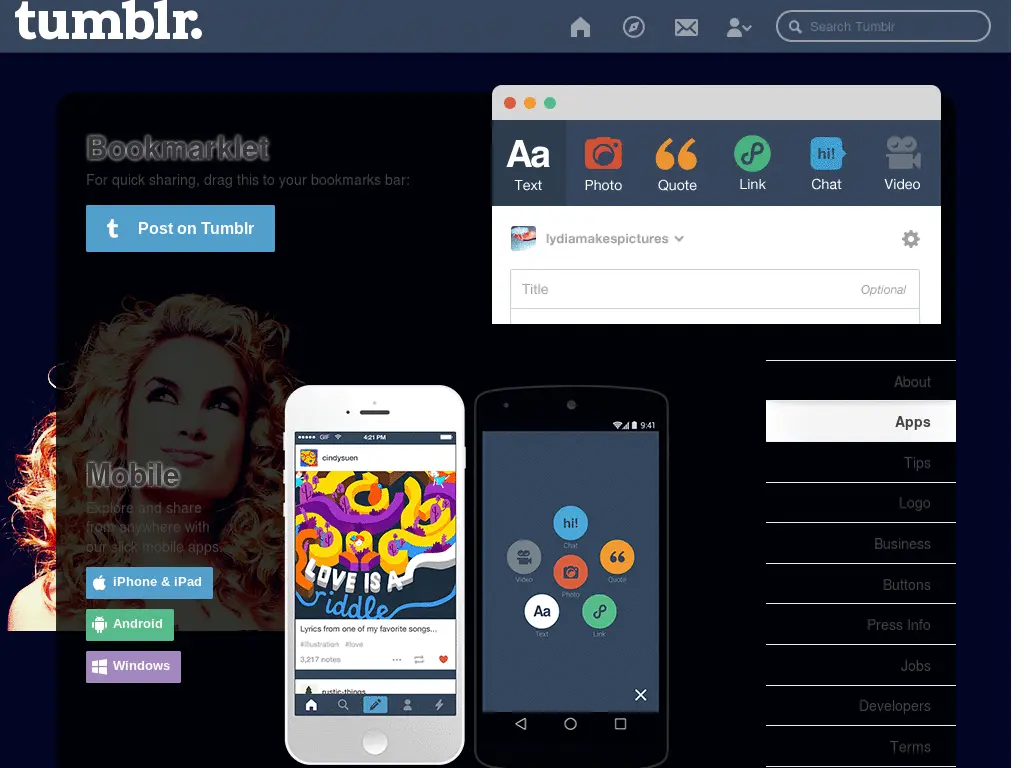 tumblr.
Search Tumblr
Bookmarklet
For quick sharing, drag this to your bookmarks bar:
t Post on Tumblr
Aa
hi!
Text
Photo
Quote
Link
Chat
Video
lydiamakespictures
Title
Optional
Mobile
Explore and share
from anywhere with
our slick mobile apps.
iPhone & iPad
Android
Windows
GIF
4:21 PM
cindysuen
LOVE IS A
riddle
Lyrics from one of my favorite songs...
#illustration #love
3,217 notes
rustic-things
9:41
hi!
Chat
Video
Quote
Photo
Aa
Text
Link
About
Apps
Tips
Logo
Business
Buttons
Press Info
Jobs
Developers
Terms